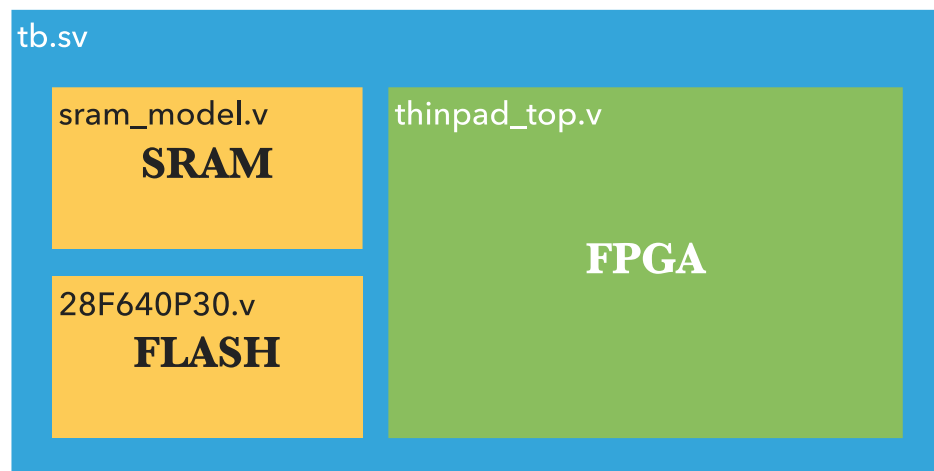 tb.sv
sram_model.v
SRAM
thinpad_top.v
FPGA
28F640P30.v
FLASH